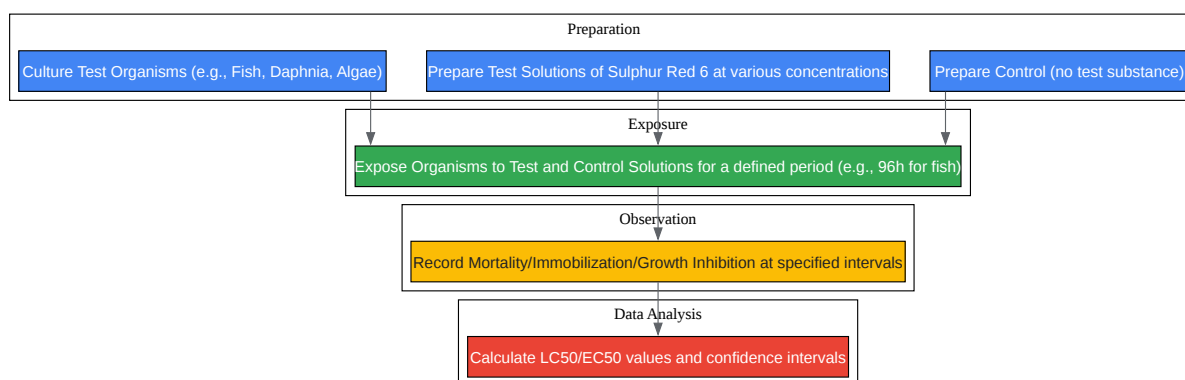 Preparation
Culture Test Organisms (e.g., Fish, Daphnia, Algae)
Prepare Test Solutions of Sulphur Red 6 at various concentrations
Prepare Control (no test substance)
Exposure
Expose Organisms to Test and Control Solutions for a defined period (e.g., 96h for fish)
Observation
Record Mortality/Immobilization/Growth Inhibition at specified intervals
Data Analysis
Calculate LC50/EC50 values and confidence intervals